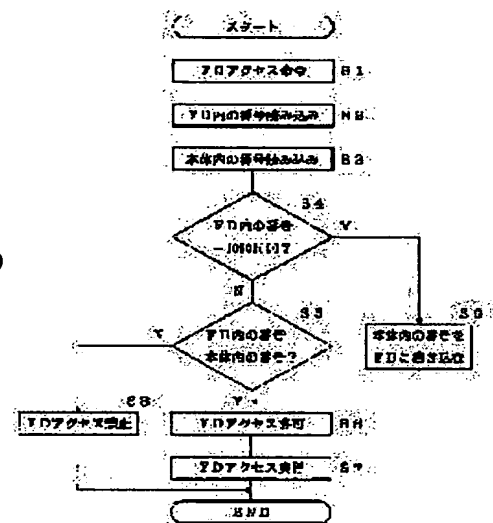 スタート
FDアクセス命令 S1
FD内の番号読み込み S2
本体内の番号読み込み S3
S4
FD内の番号
Y
N
S5
FD内の番号
本体内の番号?
S9
本体内の番号を
FDに書き込む
S8
FDアクセス禁止
FDアクセス許可 S6
FDアクセス実行 S7
END